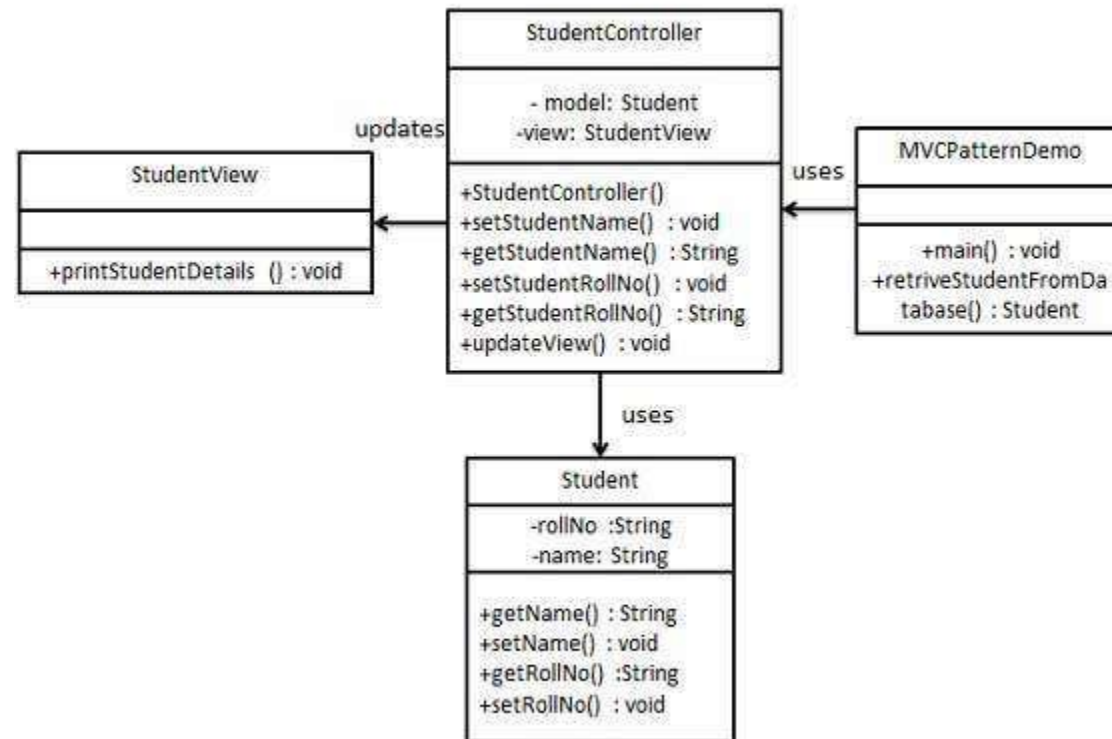 StudentController
- model: Student
-view: StudentView
+StudentController()
+setStudentName() : void
+getStudentName() : String
+setStudentRollNo() : void
+getStudentRollNo() : String
+updateView() : void
updates
StudentView
+printStudentDetails () : void
uses
MVCPatternDemo
+main() : void
+retriveStudentFromDa
tabase() : Student
uses
Student
-rollNo :String
-name: String
+getName() : String
+setName() : void
+getRollNo() :String
+setRollNo() : void